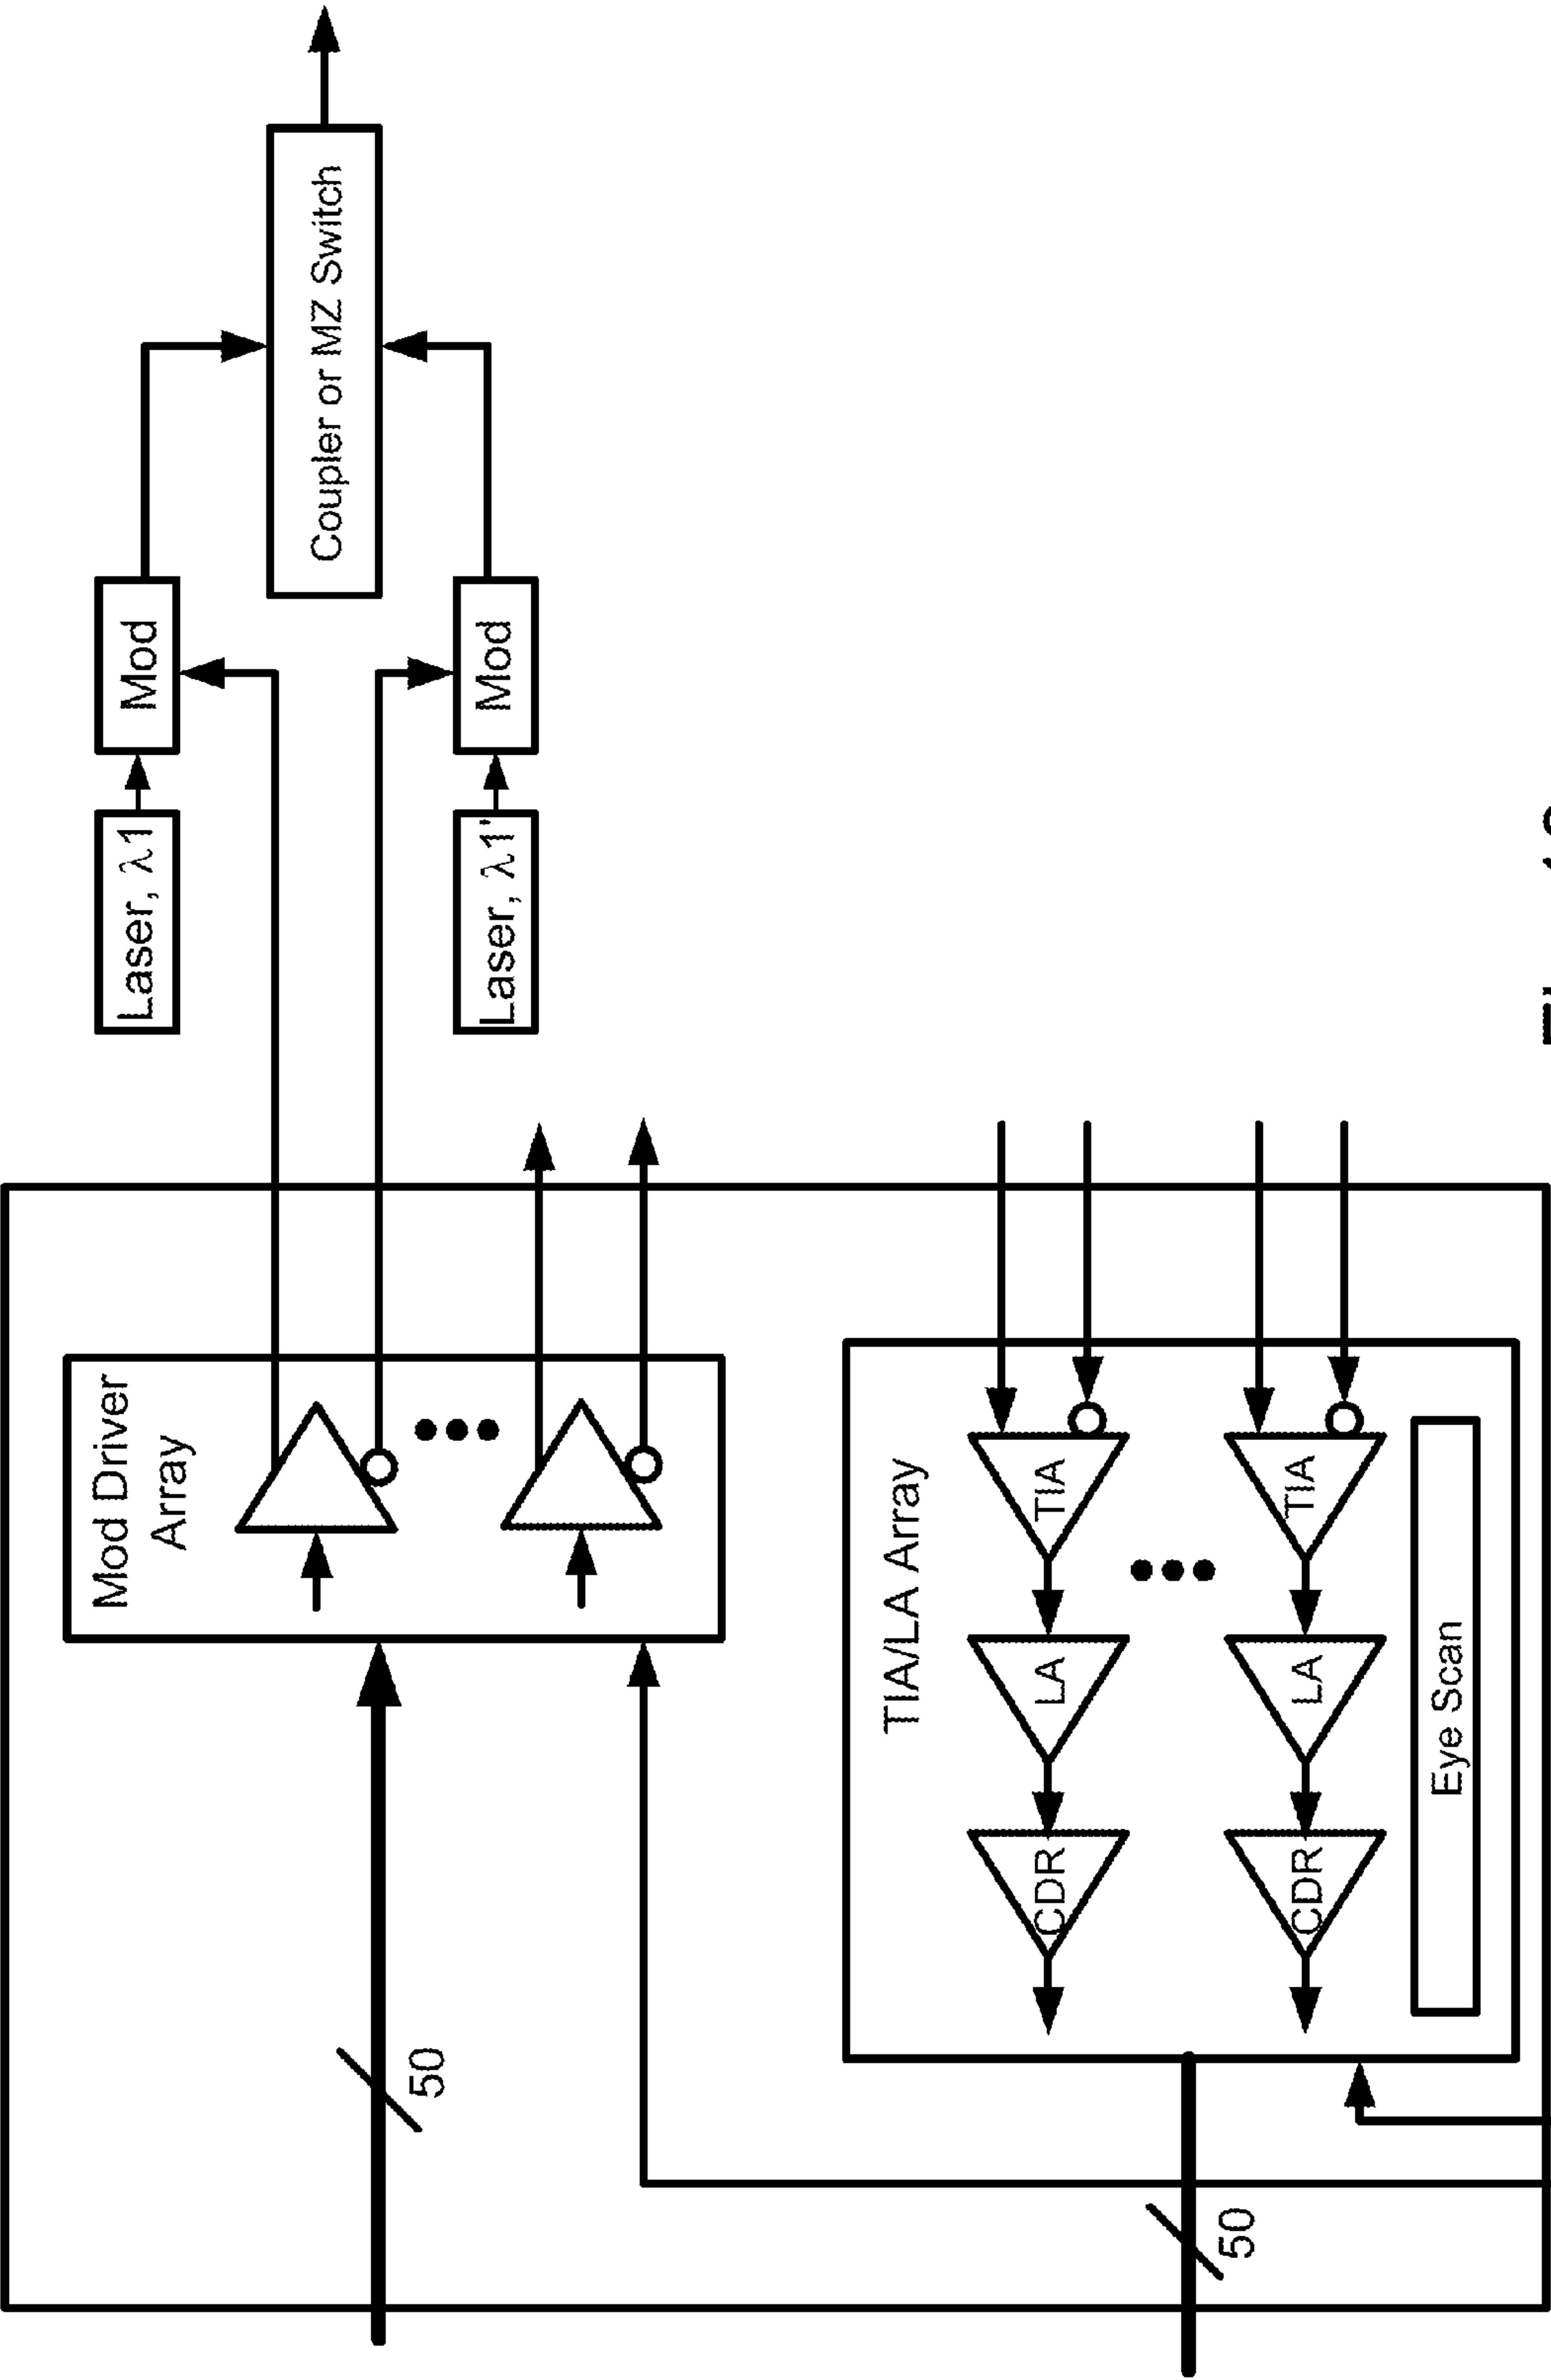 Laser, λ1
Mod
Coupler or MZ Switch
Laser, λ1'
Mod
Mod Driver
Array
50
TIA/LA Array
CDR
LA
TIA
CDR
LA
TIA
Eye Scan
50